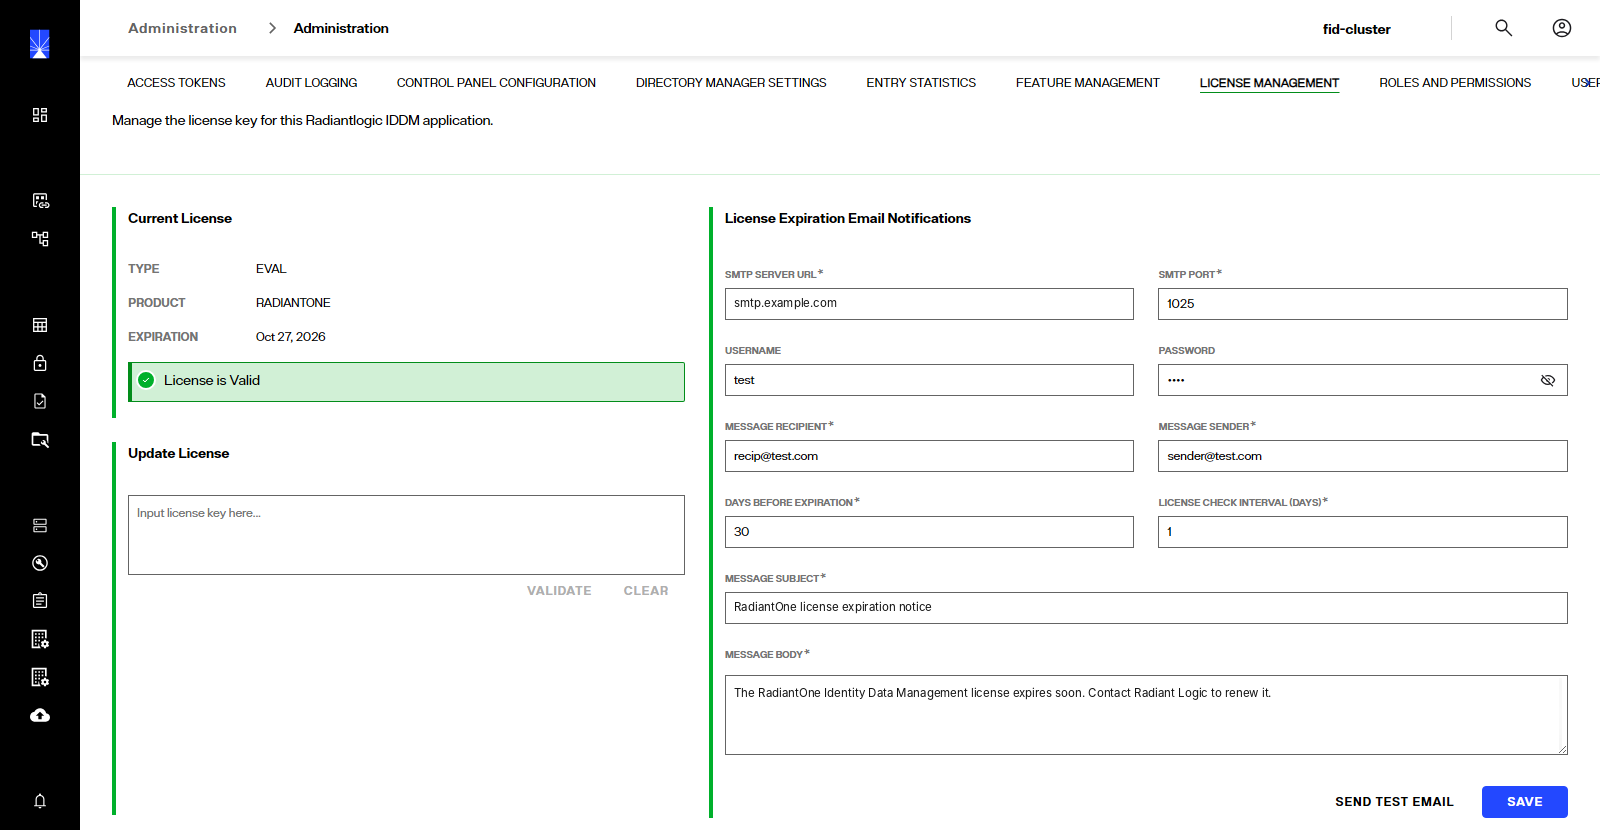 Administration > Administration
fid-cluster
ACCESS TOKENS AUDIT LOGGING CONTROL PANEL CONFIGURATION DIRECTORY MANAGER SETTINGS ENTRY STATISTICS FEATURE MANAGEMENT LICENSE MANAGEMENT ROLES AND PERMISSIONS
Manage the license key for this Radiantlogic IDDM application.
Current License
TYPE EVAL
PRODUCT RADIANTONE
EXPIRATION Oct 27, 2026
License is Valid
Update License
Input license key here...
VALIDATE CLEAR
License Expiration Email Notifications
SMTP SERVER URL* SMTP PORT*
smtp.example.com 1025
USERNAME PASSWORD
test ••••
MESSAGE RECIPIENT* MESSAGE SENDER*
recip@test.com sender@test.com
DAYS BEFORE EXPIRATION* LICENSE CHECK INTERVAL (DAYS)*
30 1
MESSAGE SUBJECT*
RadiantOne license expiration notice
MESSAGE BODY*
The RadiantOne Identity Data Management license expires soon. Contact Radiant Logic to renew it.
SEND TEST EMAIL SAVE